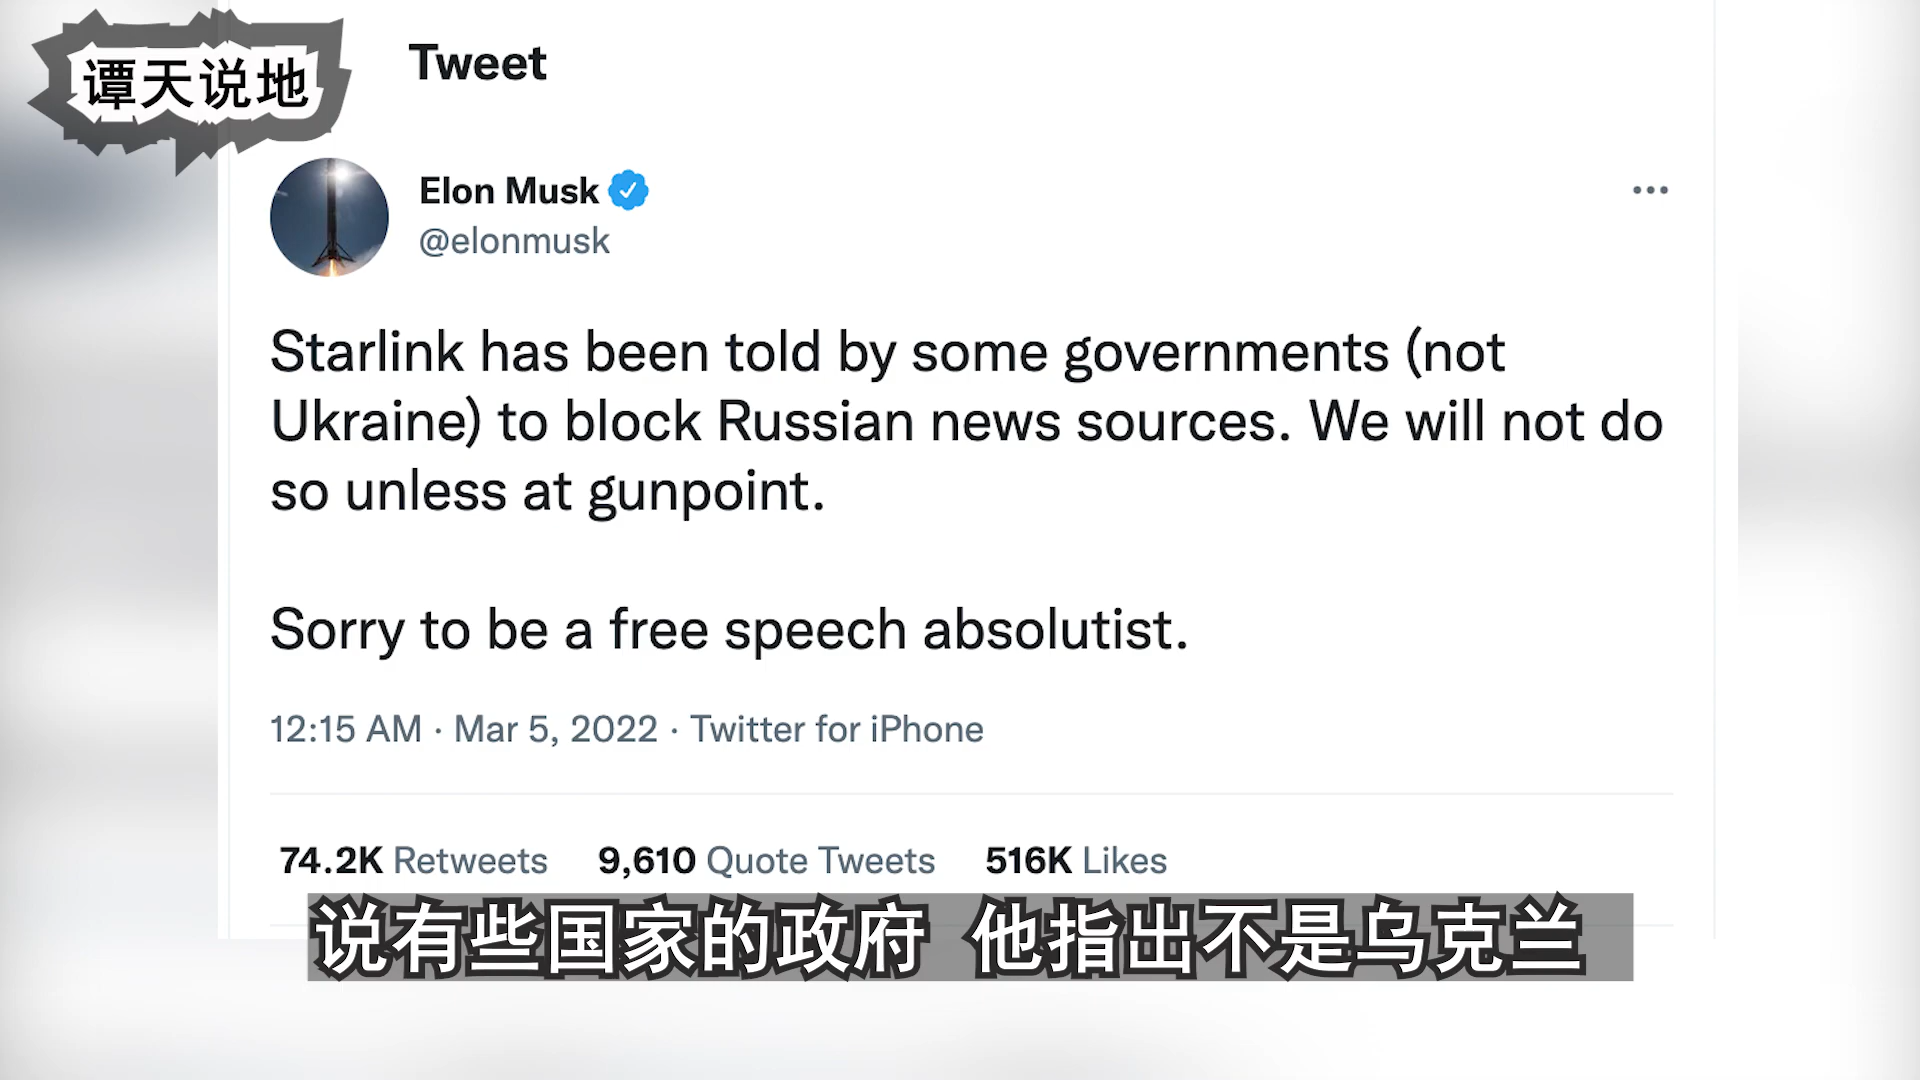 谭天说地
Tweet
Elon Musk
@elonmusk
Starlink has been told by some governments (not
Ukraine) to block Russian news sources. We will not do
so unless at gunpoint.
Sorry to be a free speech absolutist.
12:15 AM · Mar 5, 2022 · Twitter for iPhone
74.2K Retweets 9,610 Quote Tweets 516K Likes
说有些国家的政府 他指出不是乌克兰